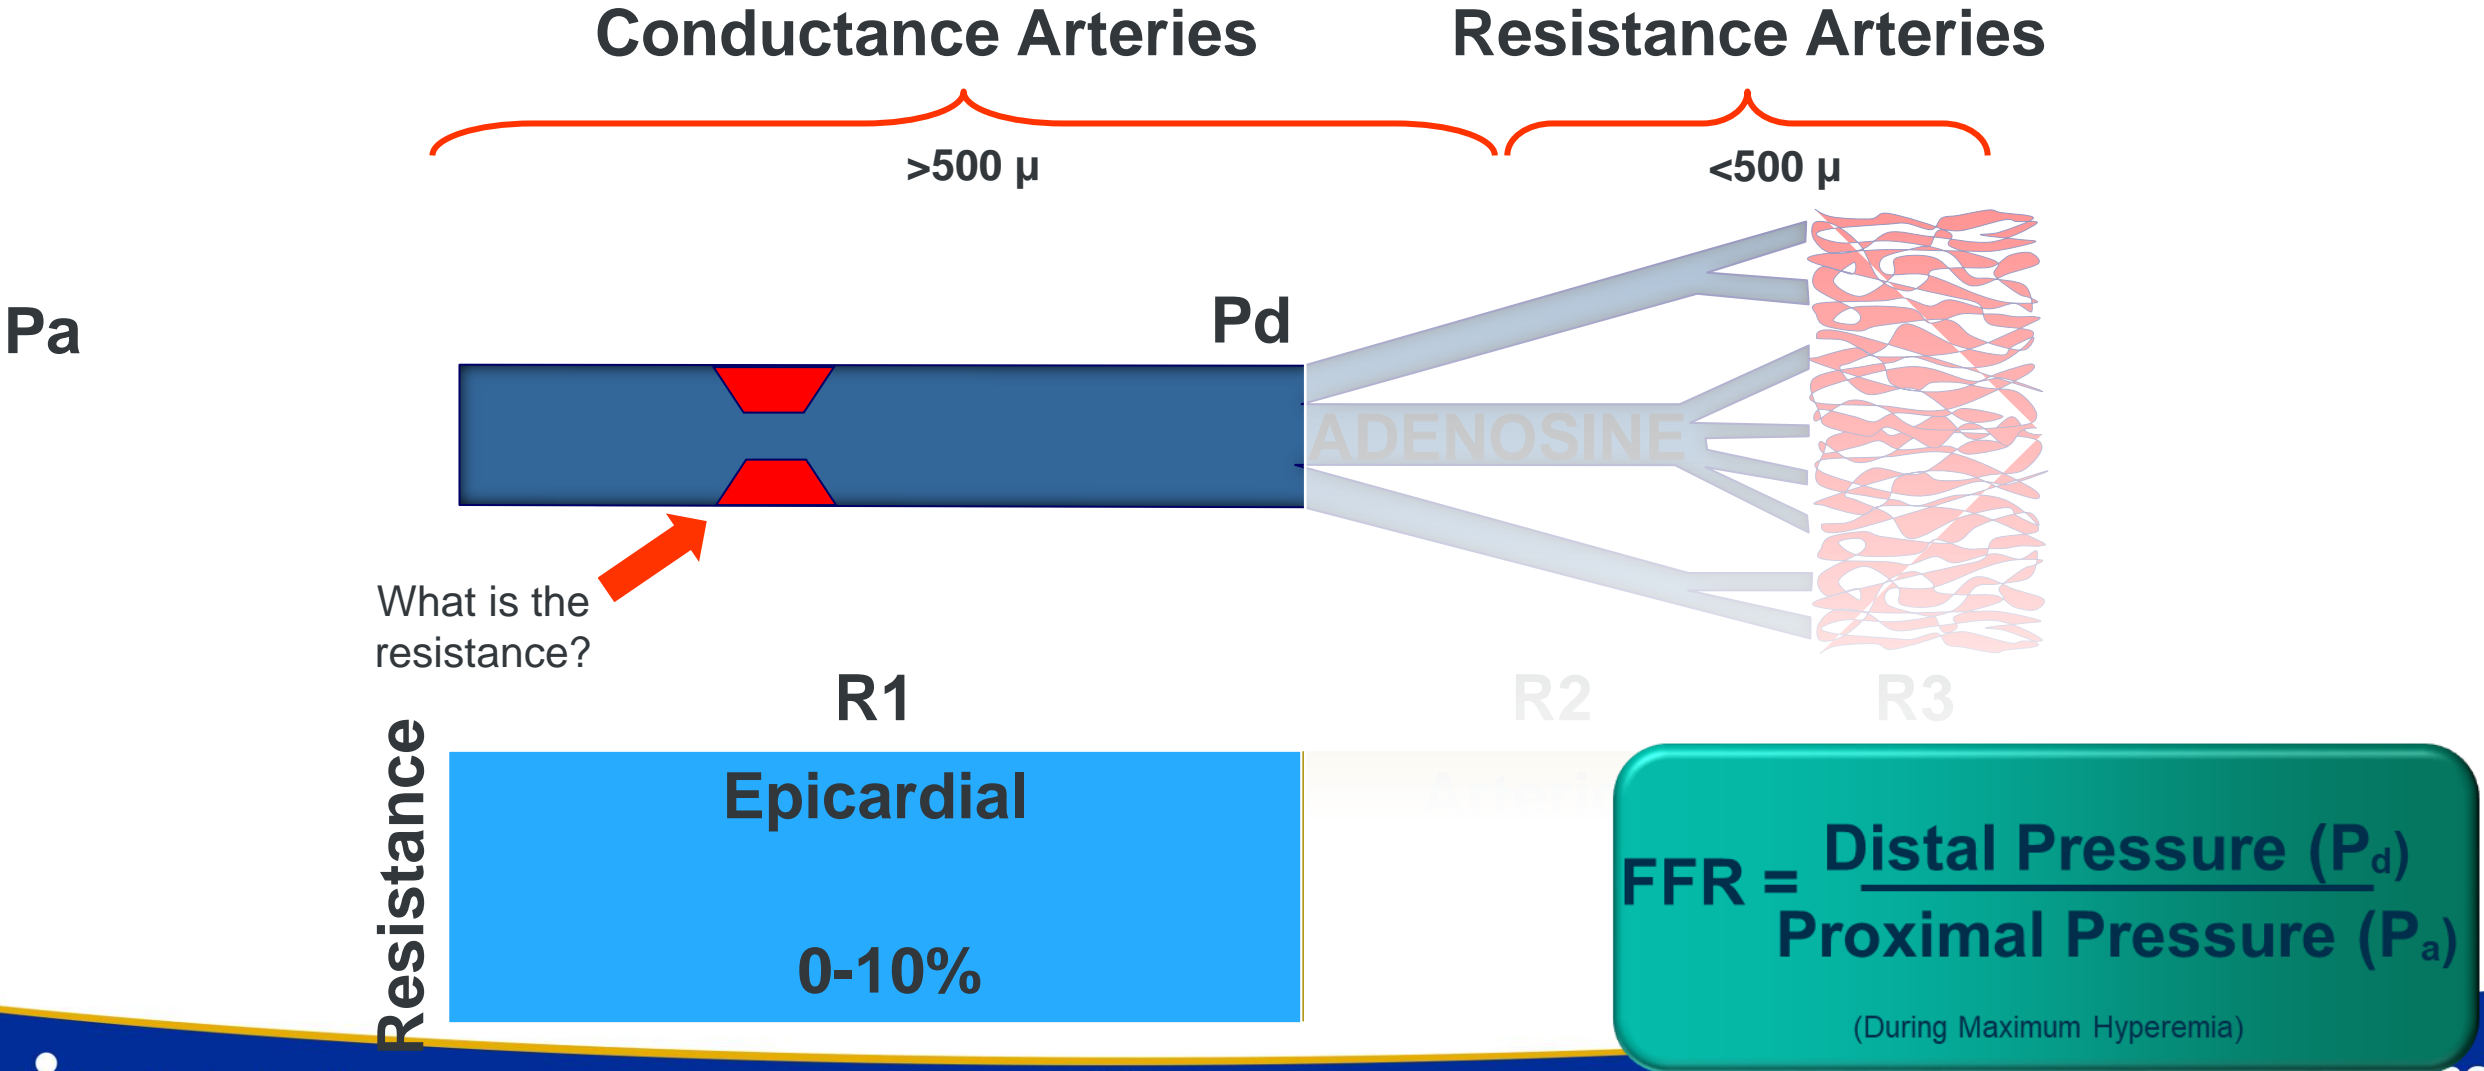 Conductance Arteries
Resistance Arteries
>500 µ
<500 µ
Pa
Pd
ADENOSINE
What is the
resistance?
R1
R2
R3
Resistance
Epicardial
0-10%
FFR = Distal Pressure (Pd)
Proximal Pressure (Pa)
(During Maximum Hyperemia)